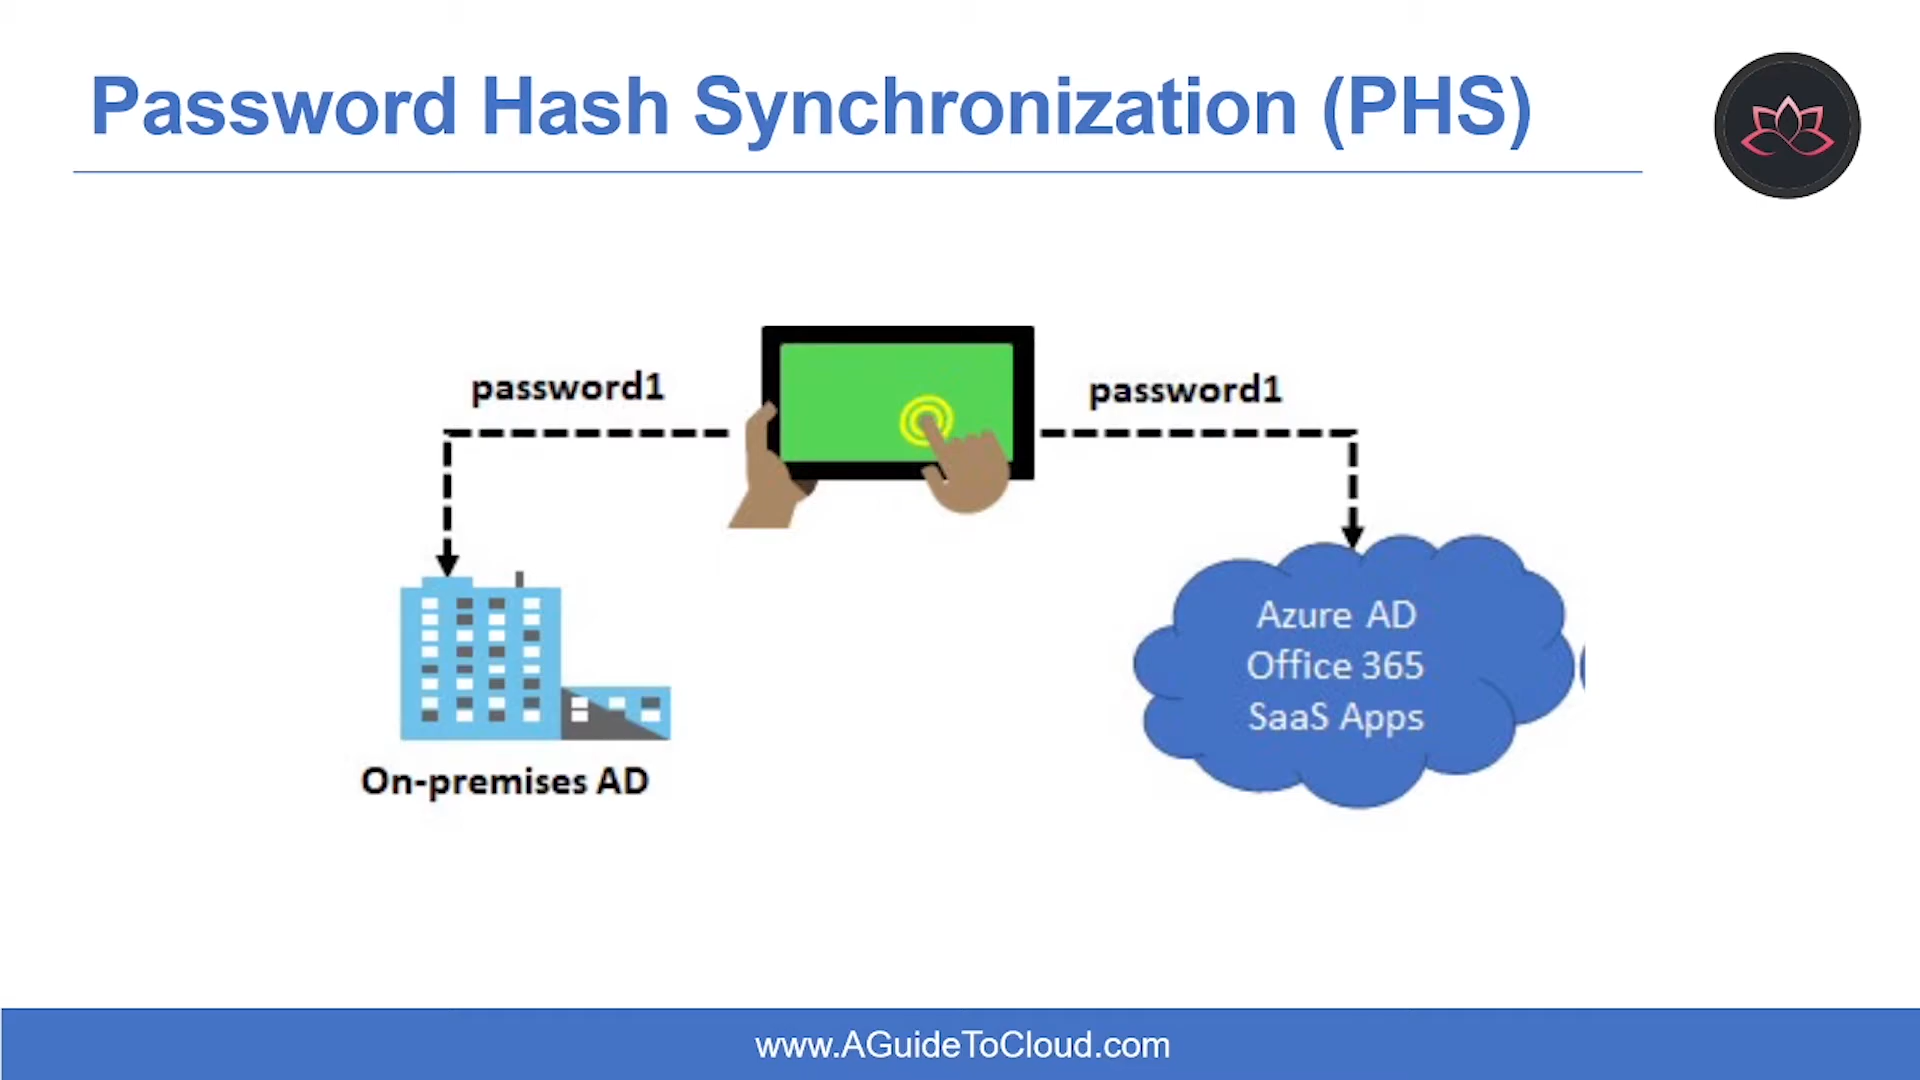 Password Hash Synchronization (PHS)
password1
password1
Azure AD
Office 365
SaaS Apps
On-premises AD
www.AGuideToCloud.com